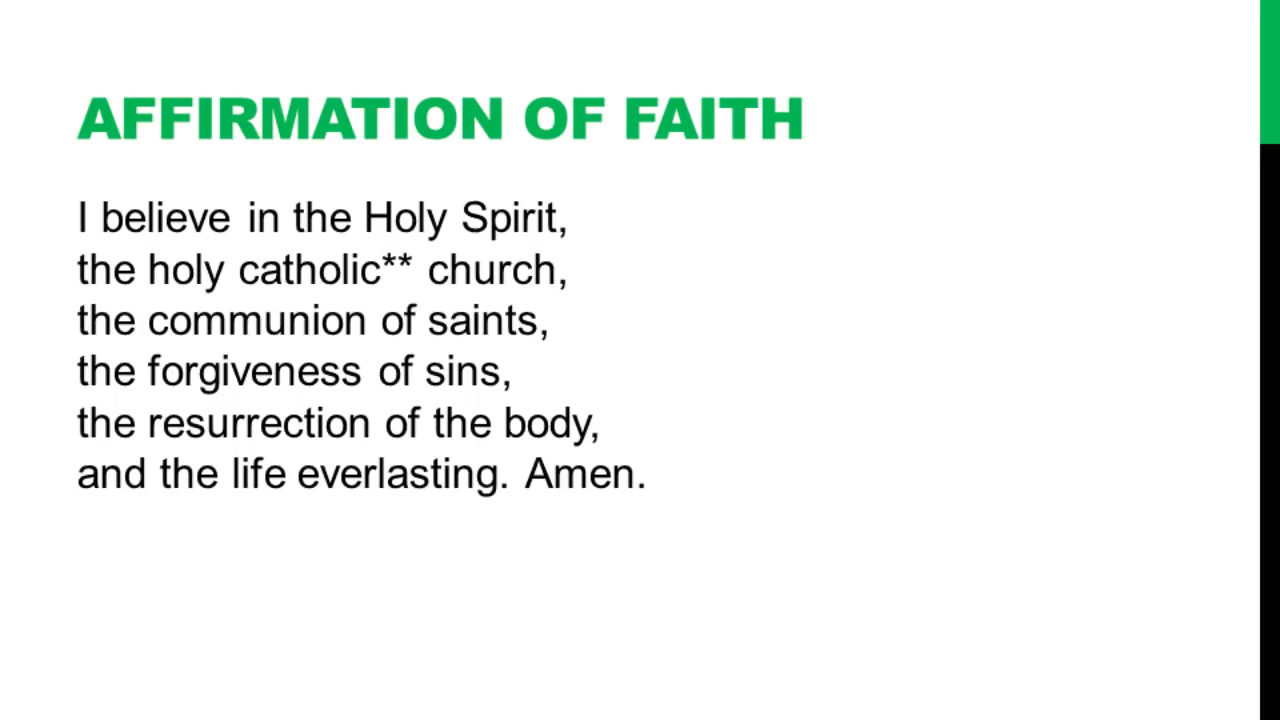 AFFIRMATION OF FAITH
I believe in the Holy Spirit,
the holy catholic** church,
the communion of saints,
the forgiveness of sins,
the resurrection of the body,
and the life everlasting. Amen.